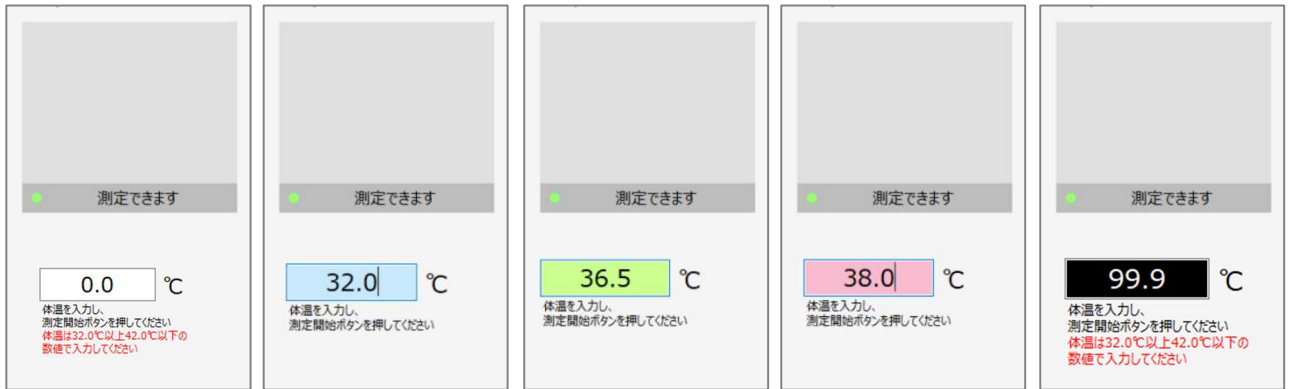 測定できます
0.0 ℃
体温を入力し、
測定開始ボタンを押してください
体温は32.0℃以上42.0℃以下の
数値で入力してください
測定できます
32.0 ℃
体温を入力し、
測定開始ボタンを押してください
測定できます
36.5 ℃
体温を入力し、
測定開始ボタンを押してください
測定できます
38.0 ℃
体温を入力し、
測定開始ボタンを押してください
測定できます
99.9 ℃
体温を入力し、
測定開始ボタンを押してください
体温は32.0℃以上42.0℃以下の
数値で入力してください